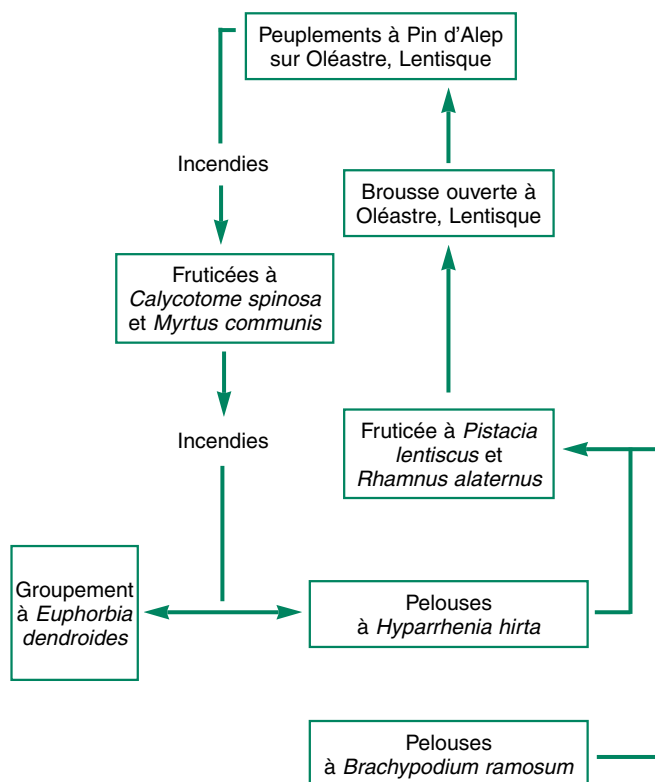 Peuplements à Pin d'Alep
sur Oléastre, Lentisque
Incendies
Brousse ouverte à
Oléastre, Lentisque
Fruticées à
Calycotome spinosa
et Myrtus communis
Incendies
Fruticée à Pistacia
lentiscus et
Rhamnus alaternus
Groupement
à Euphorbia
dendroides
Pelouses
à Hyparrhenia hirta
Pelouses
à Brachypodium ramosum